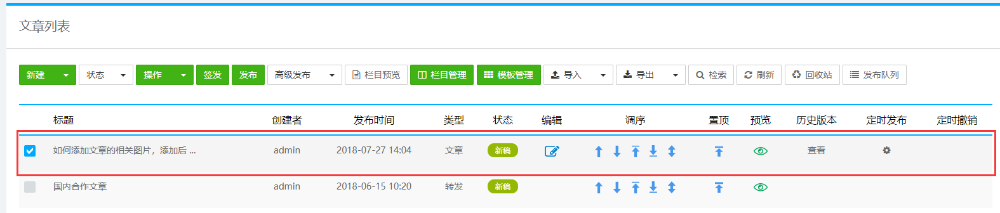 文章列表
新建 状态 操作 签发 发布 高级发布 栏目预览 栏目管理 模板管理 导入 导出 检索 刷新 回收站 发布队列
标题 创建者 发布时间 类型 状态 编辑 调序 置顶 预览 历史版本 定时发布 定时撤销
如何添加文章的相关图片，添加后 ... admin 2018-07-27 14:04 文章 新稿 查看
国内合作文章 admin 2018-06-15 10:20 转发 新稿